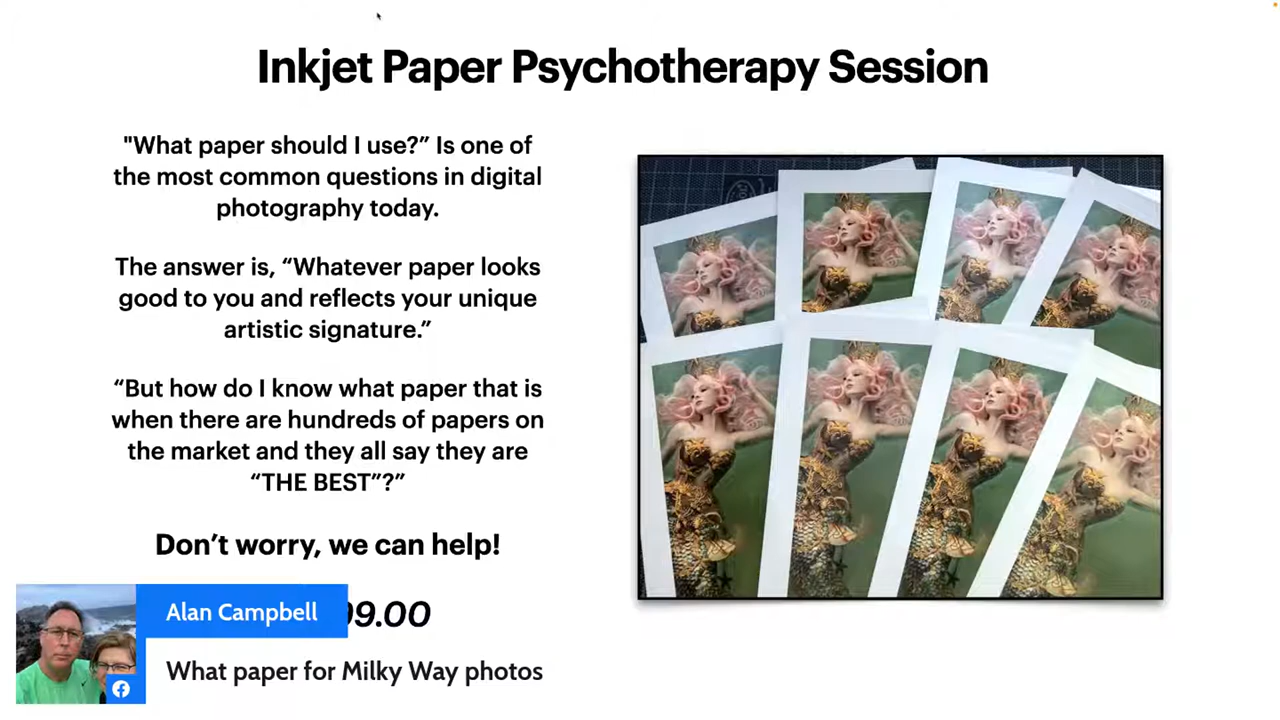 Inkjet Paper Psychotherapy Session
"What paper should I use?” Is one of
the most common questions in digital
photography today.
The answer is, “Whatever paper looks
good to you and reflects your unique
artistic signature.”
“But how do I know what paper that is
when there are hundreds of papers on
the market and they all say they are
“THE BEST”?”
Don’t worry, we can help!
99.00
Alan Campbell
What paper for Milky Way photos